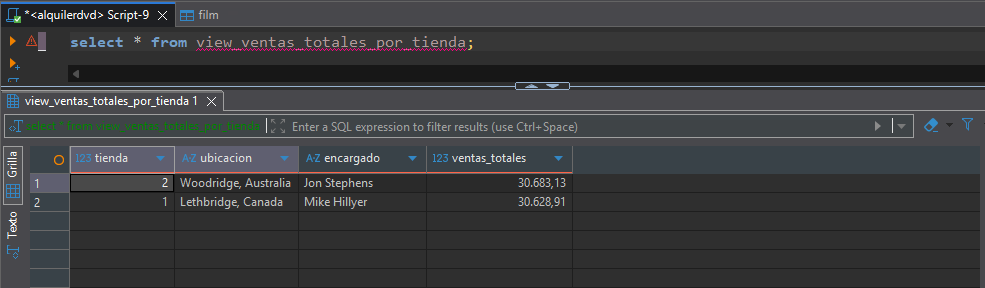 *<alquilerdvd> Script-9 film
select * from view_ventas_totales_por_tienda;
view_ventas_totales_por_tienda 1
select * from view_ventas_totales_por_tienda Enter a SQL expression to filter results (use Ctrl+Space)
Grilla
Texto
123 tienda A-Z ubicacion A-Z encargado 123 ventas_totales
1 2 Woodridge, Australia Jon Stephens 30.683,13
2 1 Lethbridge, Canada Mike Hillyer 30.628,91